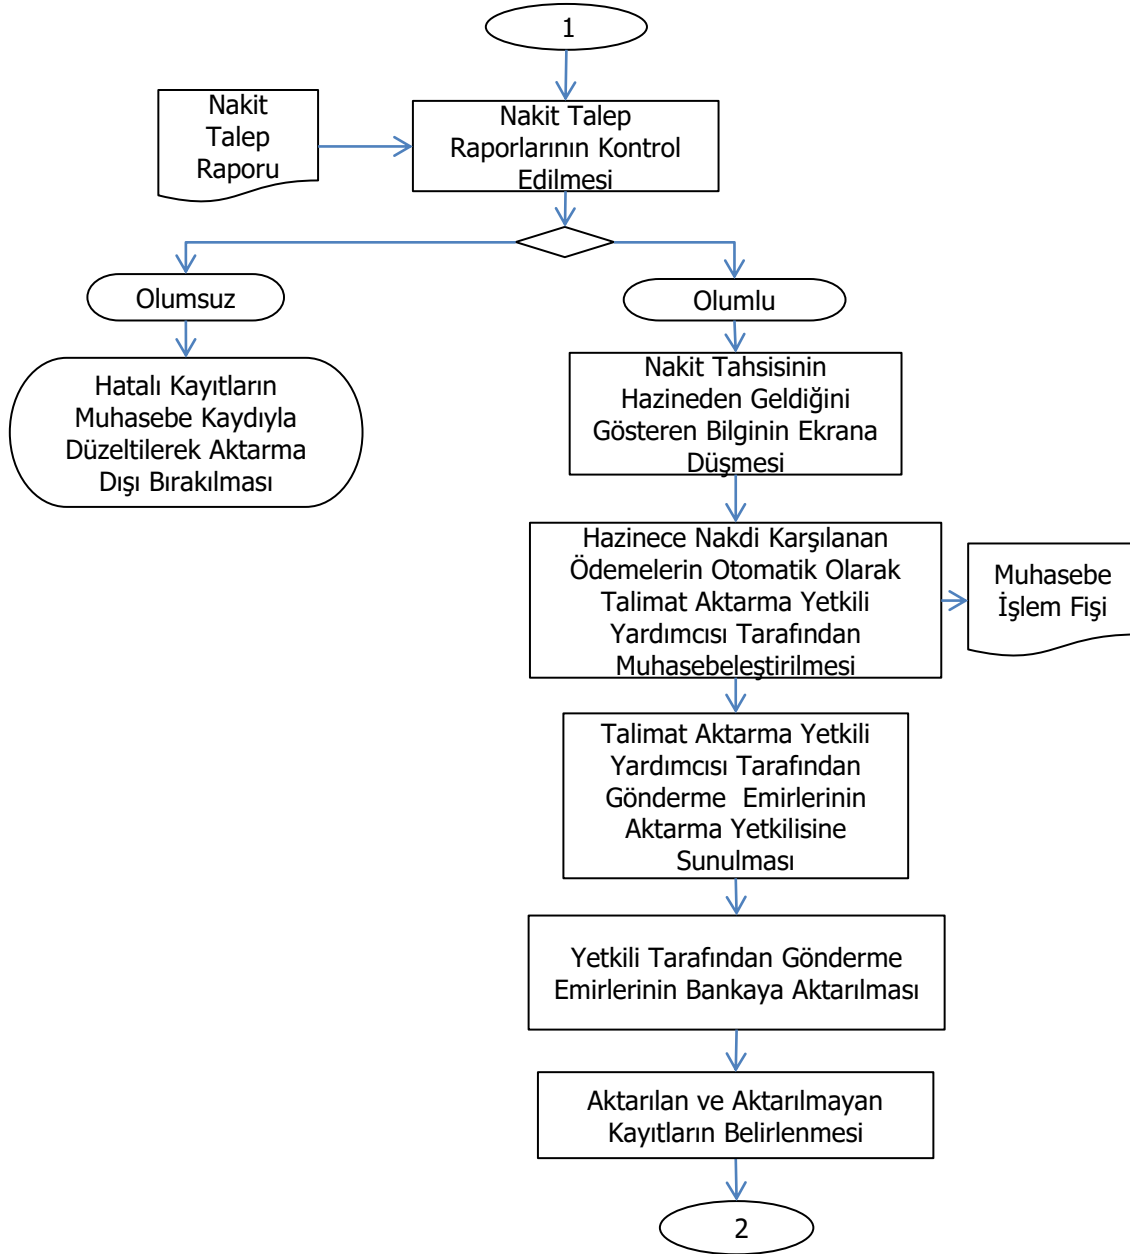 1
Nakit
Talep
Raporu
Nakit Talep
Raporlarının Kontrol
Edilmesi
Olumsuz
Olumlu
Hatalı Kayıtların
Muhasebe Kaydıyla
Düzeltilerek Aktarma
Dışı Bırakılması
Nakit Tahsisinin
Hazineden Geldiğini
Gösteren Bilginin Ekrana
Düşmesi
Hazinece Nakdi Karşılanan
Ödemelerin Otomatik Olarak
Talimat Aktarma Yetkili
Yardımcısı Tarafından
Muhasebeleştirilmesi
Muhasebe
İşlem Fişi
Talimat Aktarma Yetkili
Yardımcısı Tarafından
Gönderme  Emirlerinin
Aktarma Yetkilisine
Sunulması
Yetkili Tarafından Gönderme
Emirlerinin Bankaya Aktarılması
Aktarılan ve Aktarılmayan
Kayıtların Belirlenmesi
2